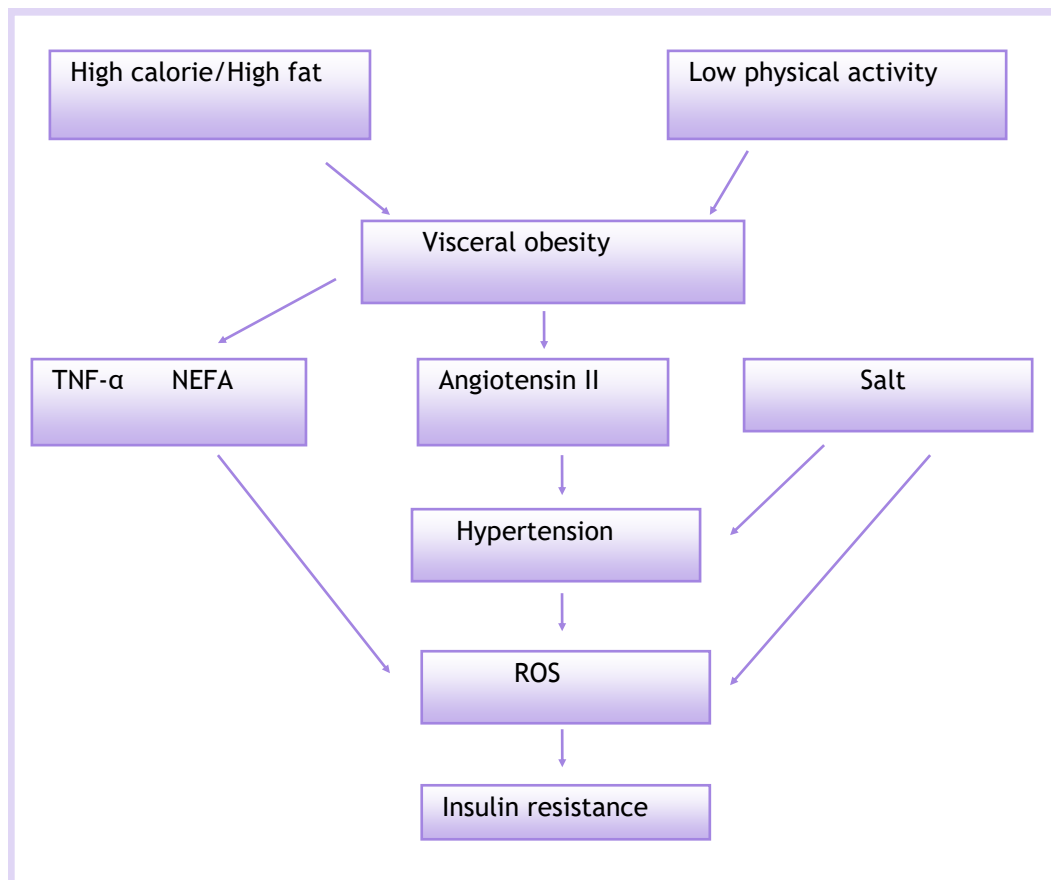 High calorie/High fat
Low physical activity
Visceral obesity
TNF-α NEFA
Angiotensin II
Salt
Hypertension
ROS
Insulin resistance